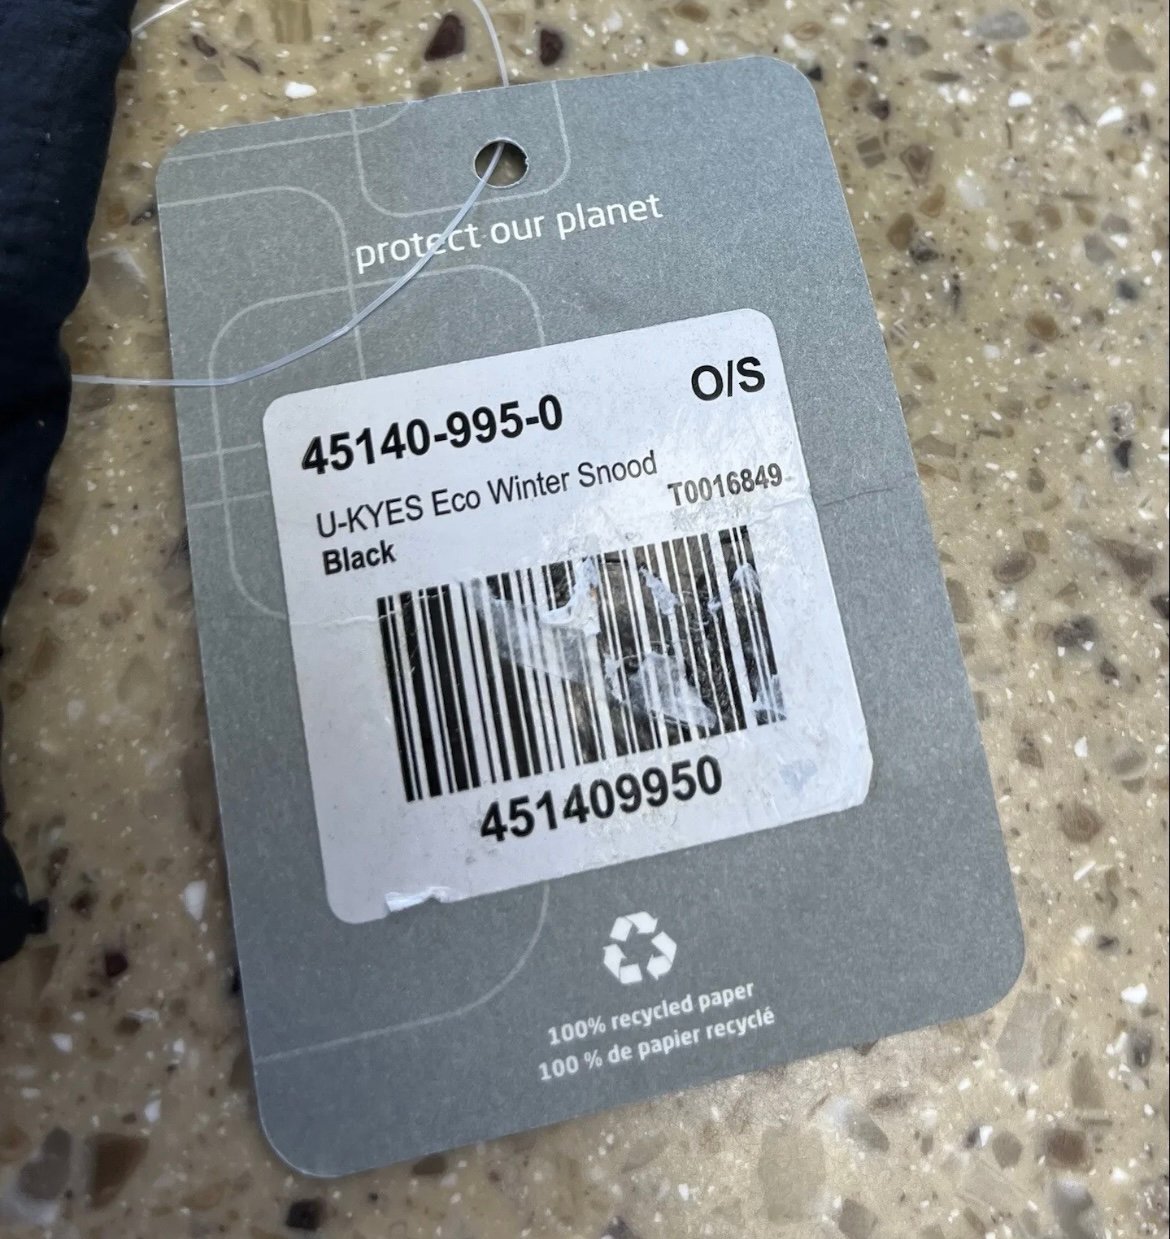 protect our planet
45140-995-0
O/S
U-KYES Eco Winter Snood
T0016849
Black
451409950
100% recycled paper
100 % de papier recyclé